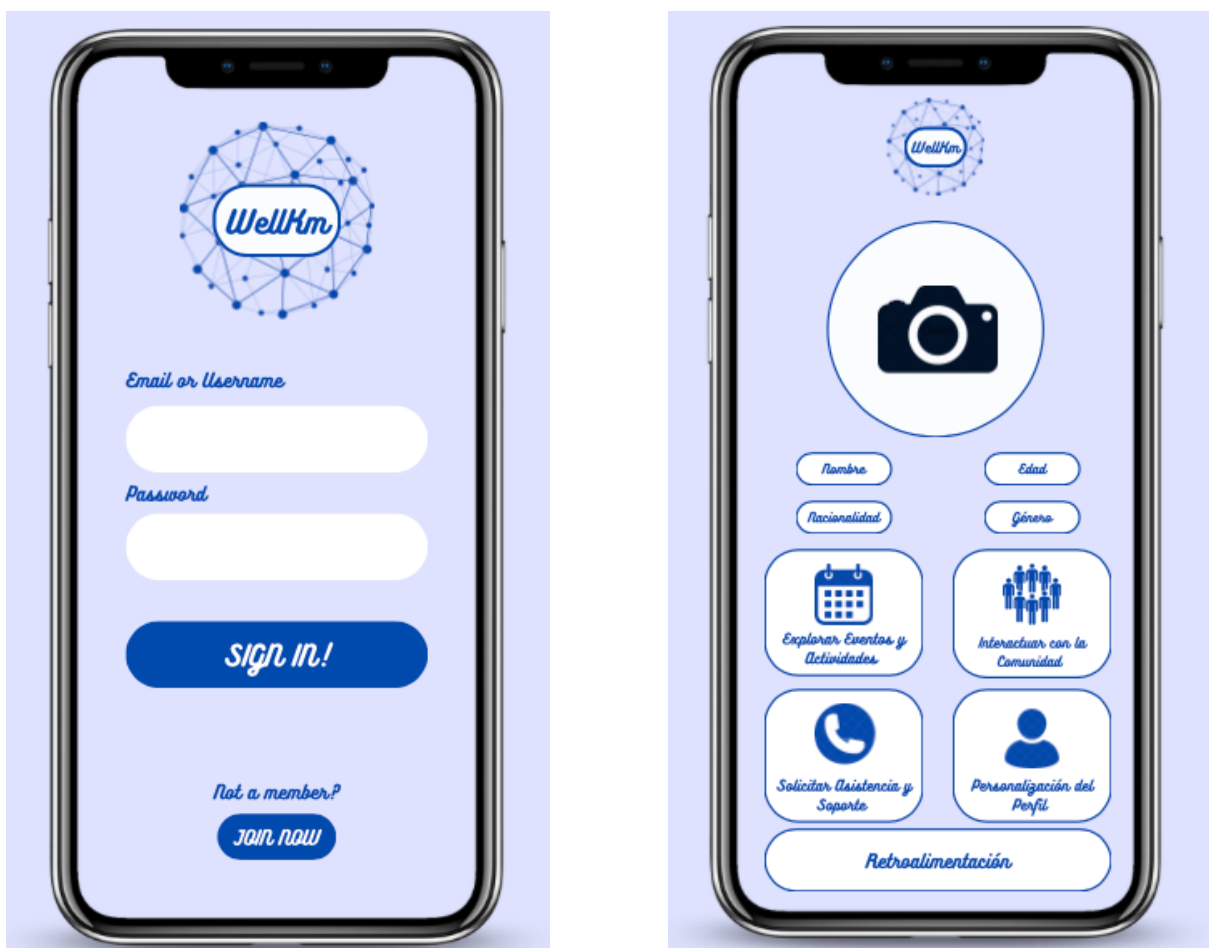 WellKm
Email or Username
Password
SIGN IN!
Not a member?
JOIN NOW
WellKm
Nombre
Edad
Nacionalidad
Género
Explorar Eventos y
Actividades
Interactuar con la
Comunidad
Solicitar Asistencia y
Soporte
Personalización del
Perfil
Retroalimentación